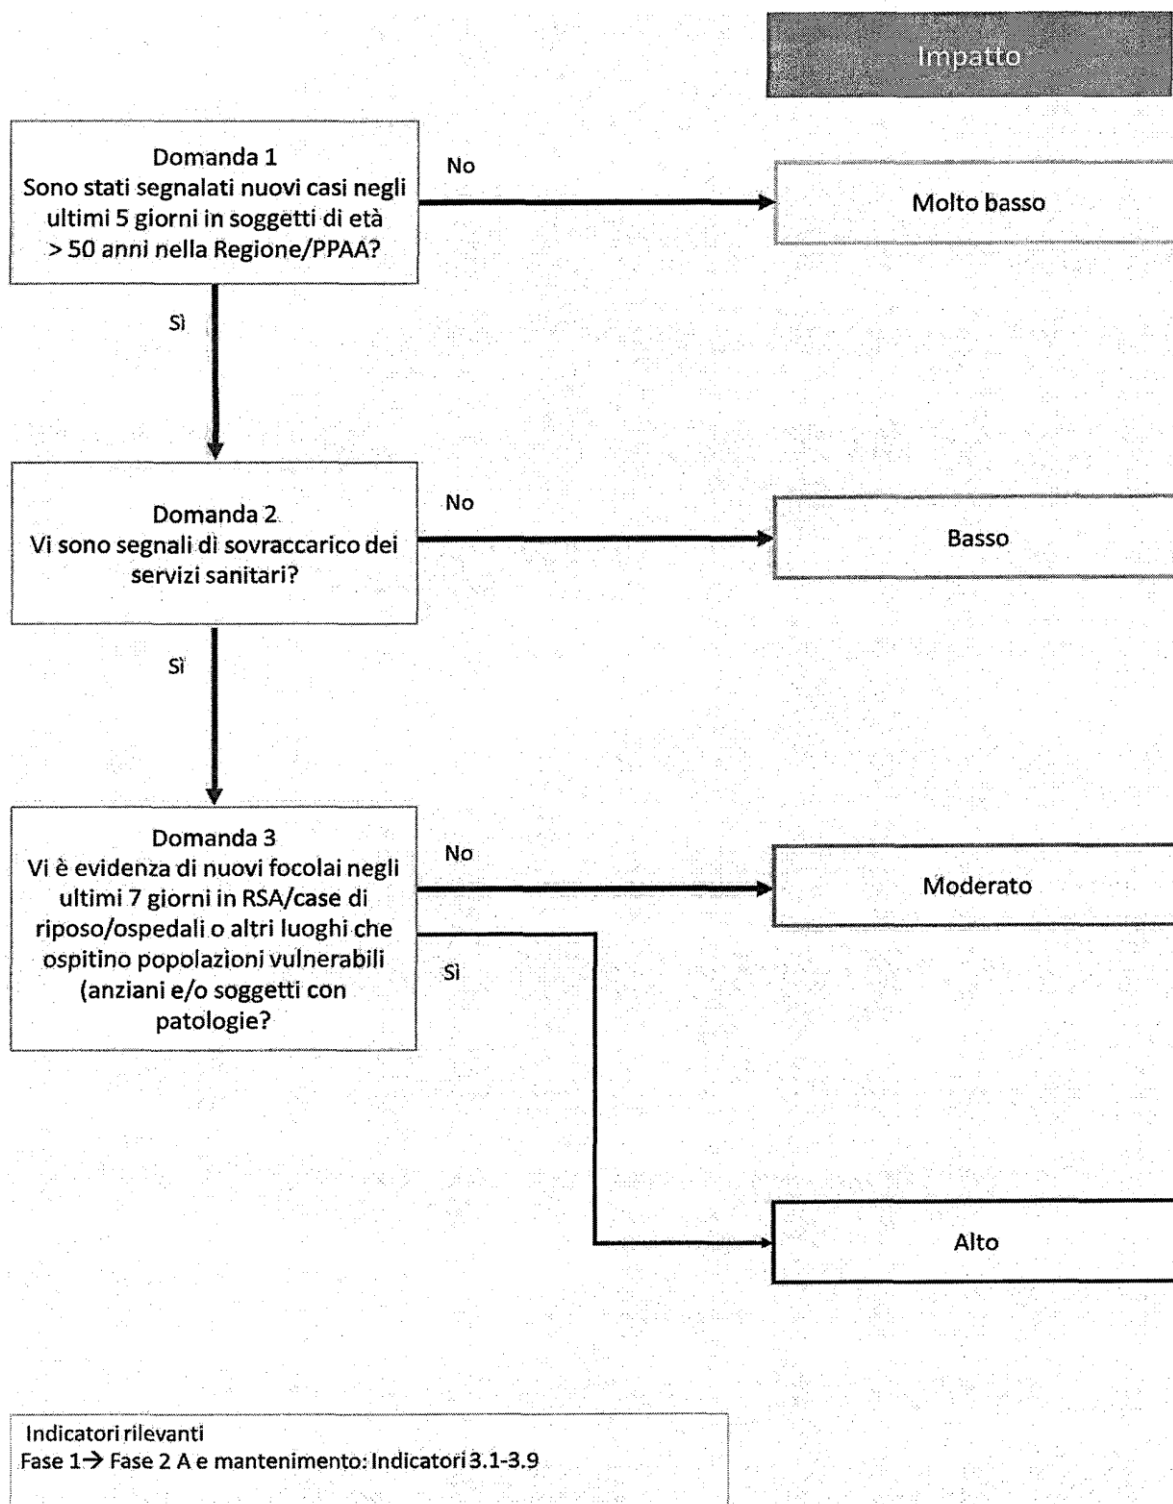 Impatto
Domanda 1
Sono stati segnalati nuovi casi negli
ultimi 5 giorni in soggetti di età
> 50 anni nella Regione/PPAA?
No
Molto basso
Sì
Domanda 2
Vi sono segnali di sovraccarico dei
servizi sanitari?
No
Basso
Sì
Domanda 3
Vi è evidenza di nuovi focolai negli
ultimi 7 giorni in RSA/case di
riposo/ospedali o altri luoghi che
ospitino popolazioni vulnerabili
(anziani e/o soggetti con
patologie?
No
Moderato
Sì
Alto
Indicatori rilevanti
Fase 1→ Fase 2 A e mantenimento: Indicatori 3.1-3.9